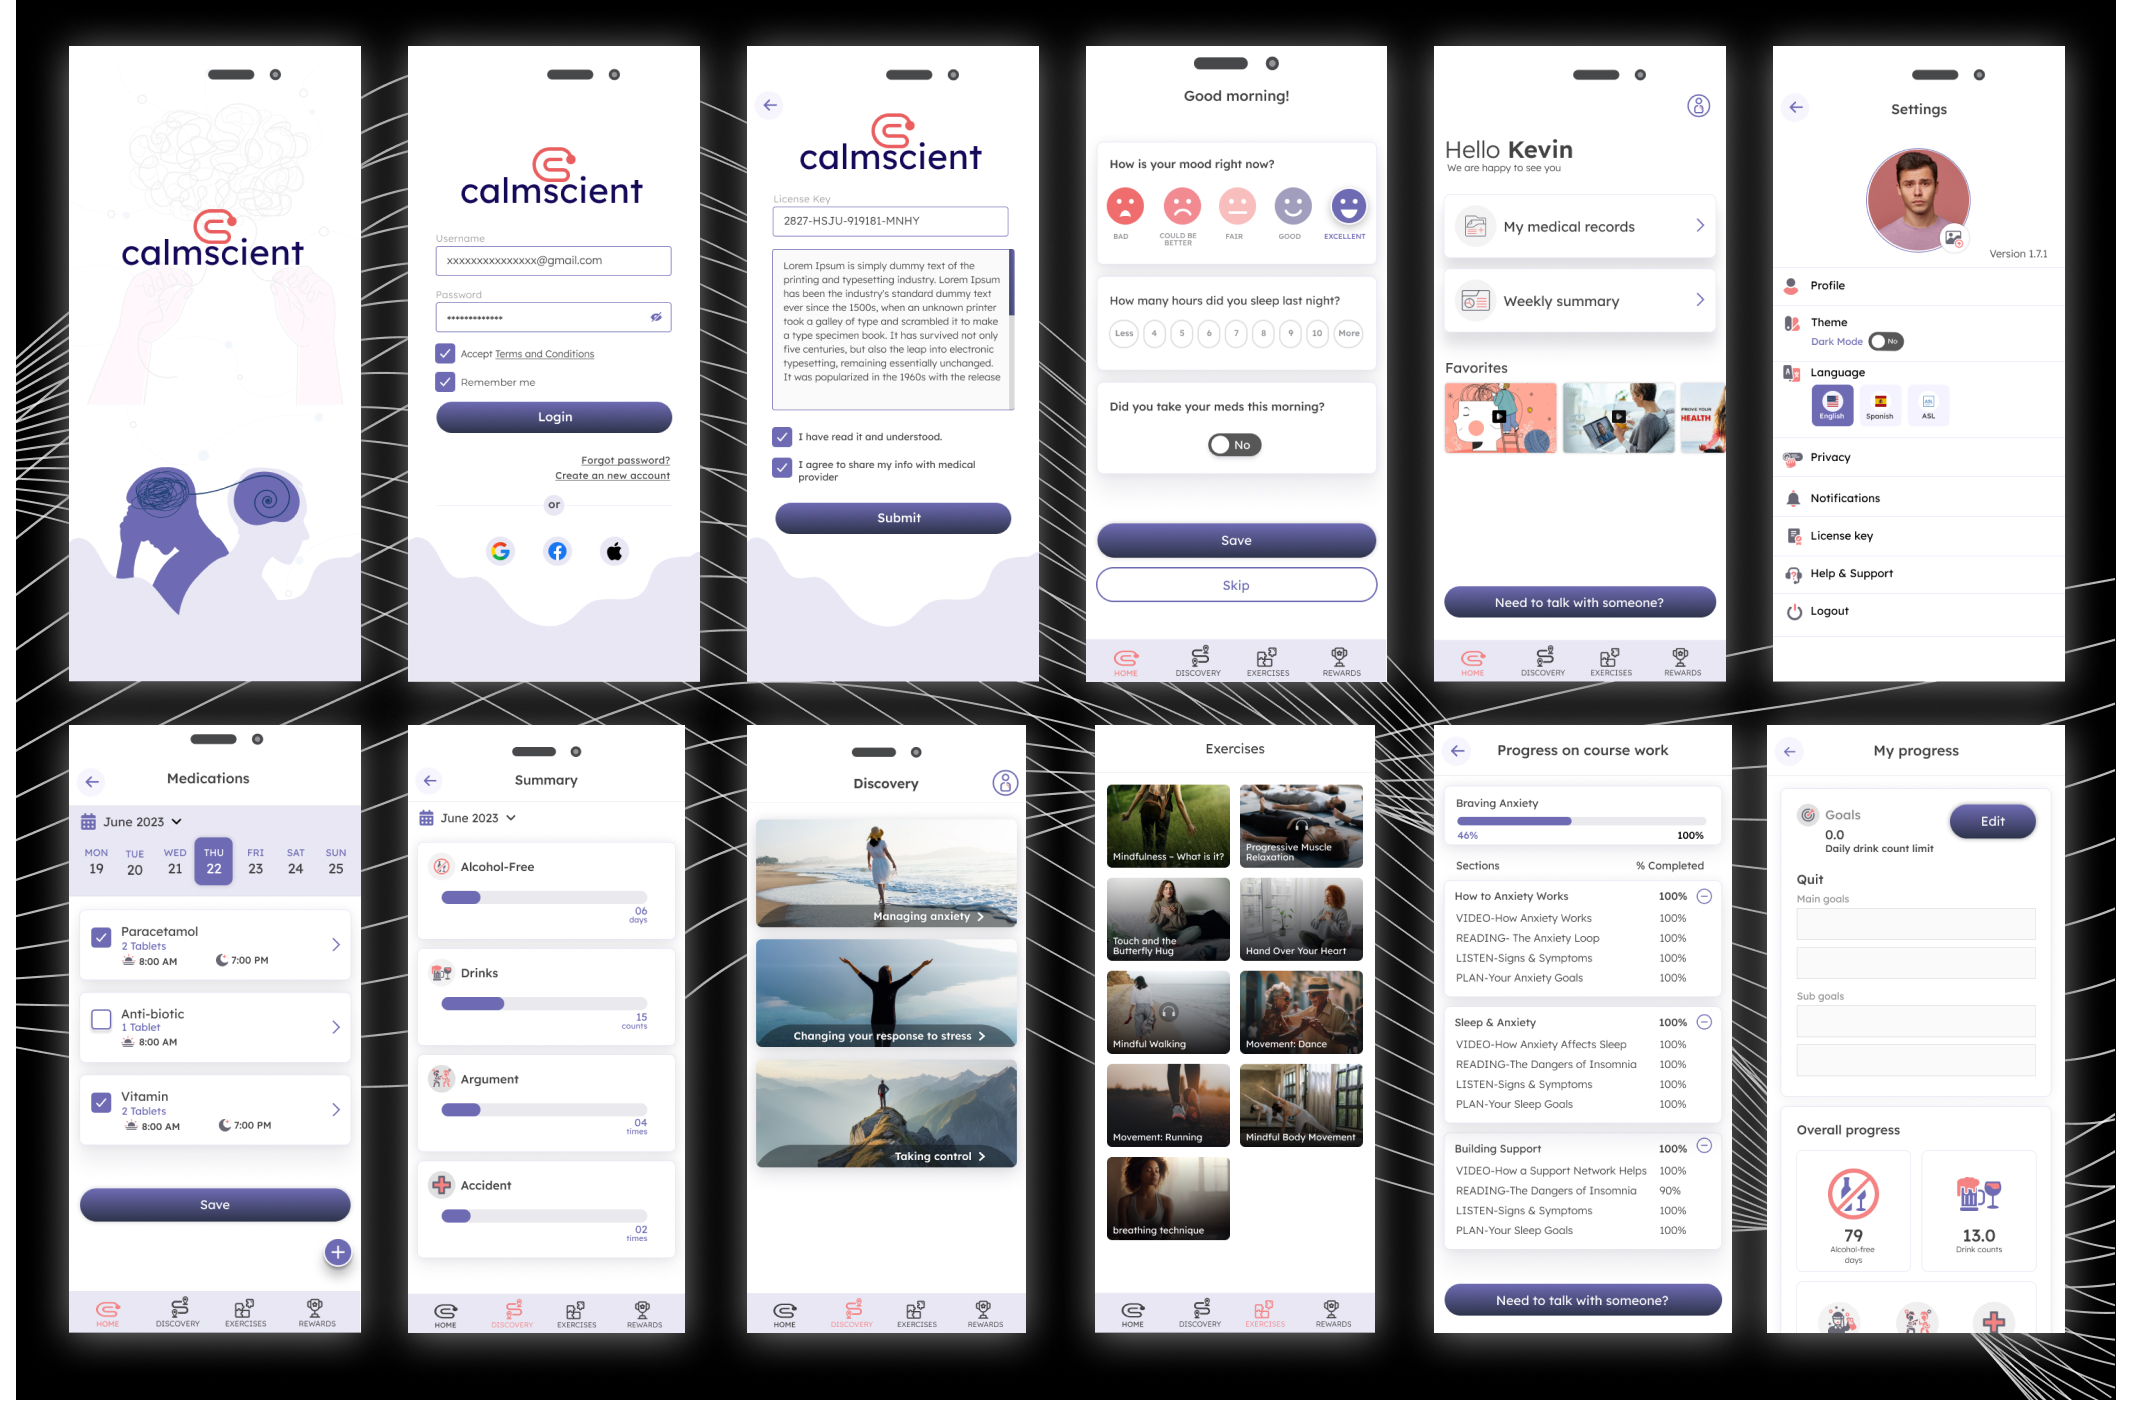 calmscient
calmscient
Username
xxxxxxxxxxxxxxx@gmail.com
Password
*************
Accept Terms and Conditions
Remember me
Login
Forgot password?
Create an new account
or
calmscient
License Key
2827-HSJU-919181-MNHY
Lorem Ipsum is simply dummy text of the
printing and typesetting industry. Lorem Ipsum
has been the industry's standard dummy text
ever since the 1500s, when an unknown printer
took a galley of type and scrambled it to make
a type specimen book. It has survived not only
five centuries, but also the leap into electronic
typesetting, remaining essentially unchanged.
It was popularized in the 1960s with the release
I have read it and understood.
I agree to share my info with medical
provider
Submit
Good morning!
How is your mood right now?
BAD
COULD BE
BETTER
FAIR
GOOD
EXCELLENT
How many hours did you sleep last night?
Less 4 5 6 7 8 9 10 More
Did you take your meds this morning?
No
Save
Skip
HOME DISCOVERY EXERCISES REWARDS
Hello Kevin
We are happy to see you
My medical records
Weekly summary
Favorites
PROVE YOUR
HEALTH
Need to talk with someone?
HOME DISCOVERY EXERCISES REWARDS
Settings
Version 1.7.1
Profile
Theme
Dark Mode No
Language
English Spanish ASL
Privacy
Notifications
License key
Help & Support
Logout
Medications
June 2023
MON TUE WED THU FRI SAT SUN
19 20 21 22 23 24 25
Paracetamol
2 Tablets
8:00 AM 7:00 PM
Anti-biotic
1 Tablet
8:00 AM
Vitamin
2 Tablets
8:00 AM 7:00 PM
Save
HOME DISCOVERY EXERCISES REWARDS
Summary
June 2023
Alcohol-Free
06
days
Drinks
15
counts
Argument
04
times
Accident
02
times
HOME DISCOVERY EXERCISES REWARDS
Discovery
Managing anxiety
Changing your response to stress
Taking control
HOME DISCOVERY EXERCISES REWARDS
Exercises
Mindfulness – What is it?
Progressive Muscle
Relaxation
Touch and the
Butterfly Hug
Hand Over Your Heart
Mindful Walking
Movement: Dance
Movement: Running
Mindful Body Movement
breathing technique
HOME DISCOVERY EXERCISES REWARDS
Progress on course work
Braving Anxiety
46% 100%
Sections % Completed
How to Anxiety Works 100%
VIDEO-How Anxiety Works 100%
READING- The Anxiety Loop 100%
LISTEN-Signs & Symptoms 100%
PLAN-Your Anxiety Goals 100%
Sleep & Anxiety 100%
VIDEO-How Anxiety Affects Sleep 100%
READING-The Dangers of Insomnia 100%
LISTEN-Signs & Symptoms 100%
PLAN-Your Sleep Goals 100%
Building Support 100%
VIDEO-How a Support Network Helps 100%
READING-The Dangers of Insomnia 90%
LISTEN-Signs & Symptoms 100%
PLAN-Your Sleep Goals 100%
Need to talk with someone?
My progress
Goals
0.0
Daily drink count limit
Edit
Quit
Main goals
Sub goals
Overall progress
79
Alcohol-free
days
13.0
Drink counts